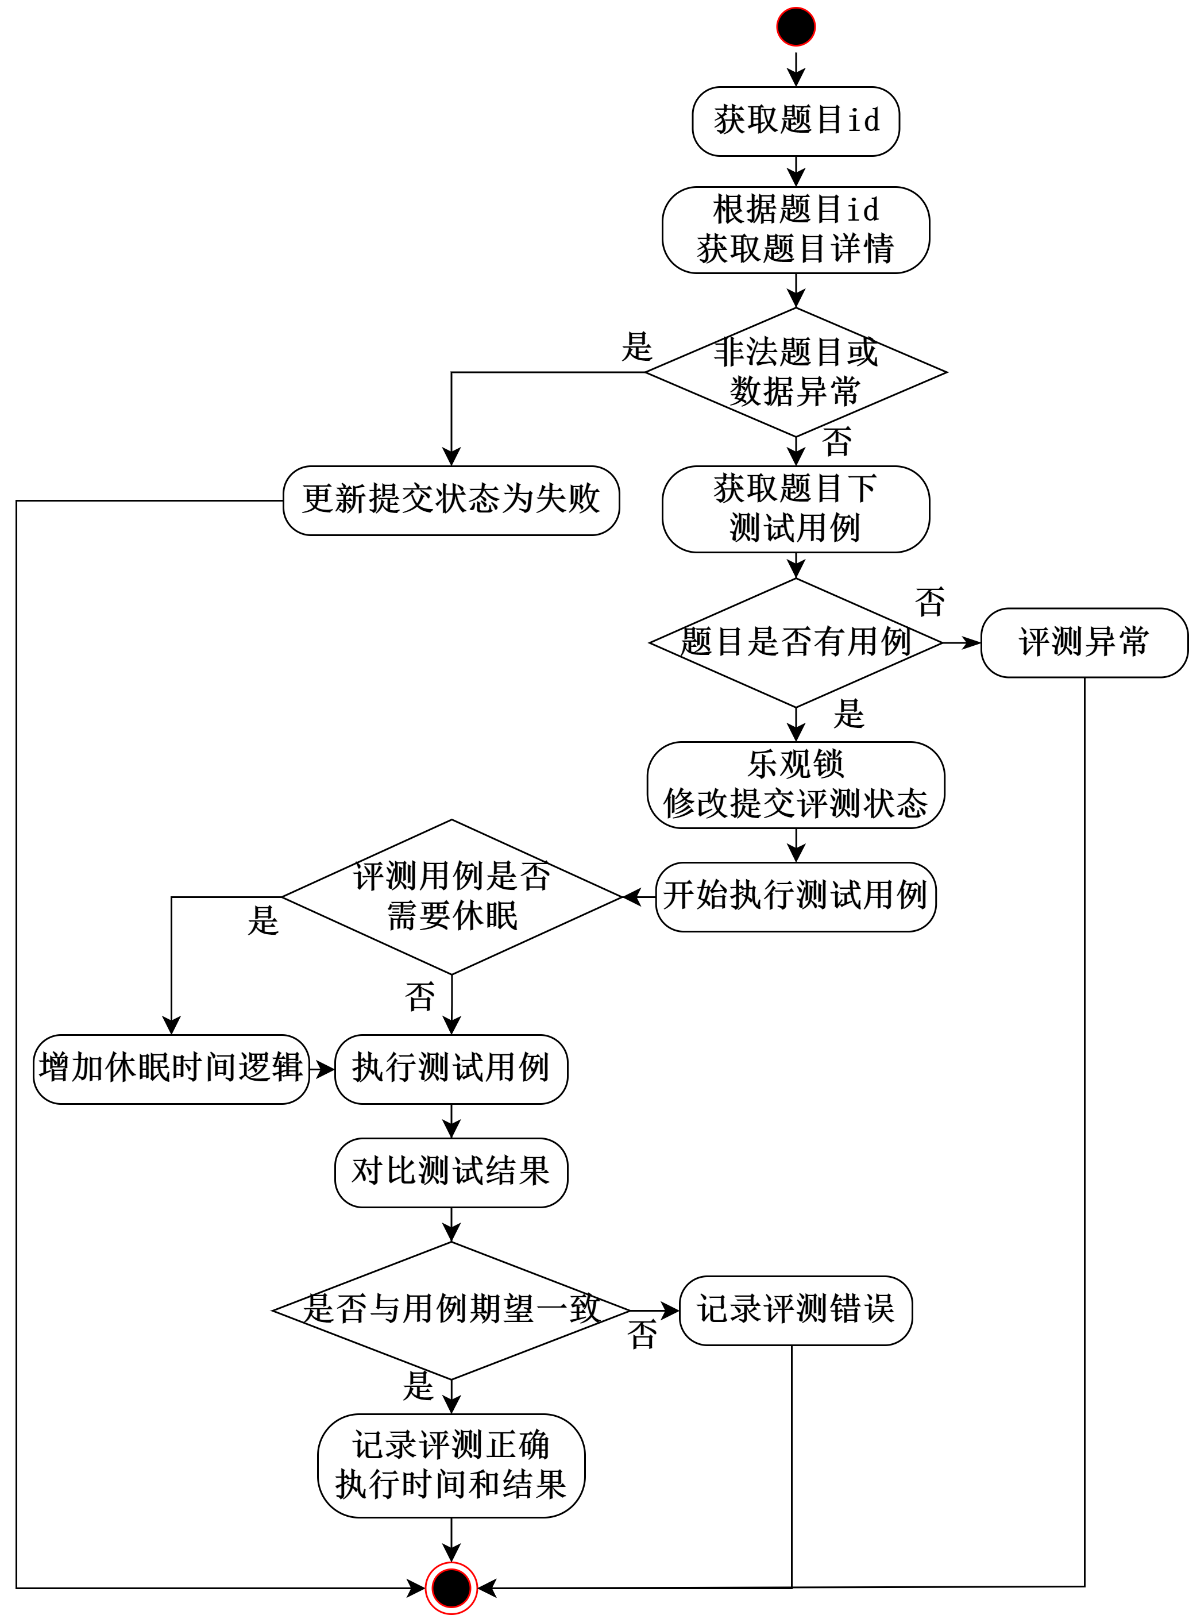 获取题目id
根据题目id
获取题目详情
是
非法题目或
数据异常
否
更新提交状态为失败
获取题目下
测试用例
否
题目是否有用例
评测异常
是
乐观锁
修改提交评测状态
评测用例是否
需要休眠
开始执行测试用例
是
否
增加休眠时间逻辑
执行测试用例
对比测试结果
是否与用例期望一致
否
记录评测错误
是
记录评测正确
执行时间和结果